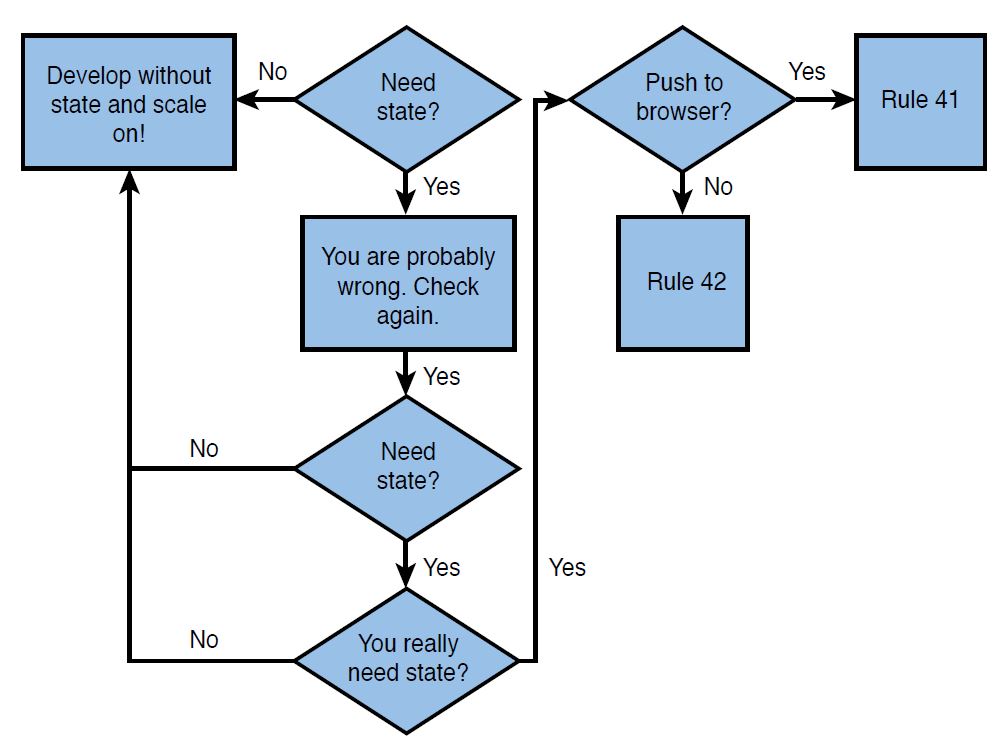 Develop without
state and scale
on!
No
Need
state?
Push to
browser?
Yes
Rule 41
Yes
No
You are probably
wrong. Check
again.
Rule 42
Yes
No
Need
state?
Yes
Yes
No
You really
need state?